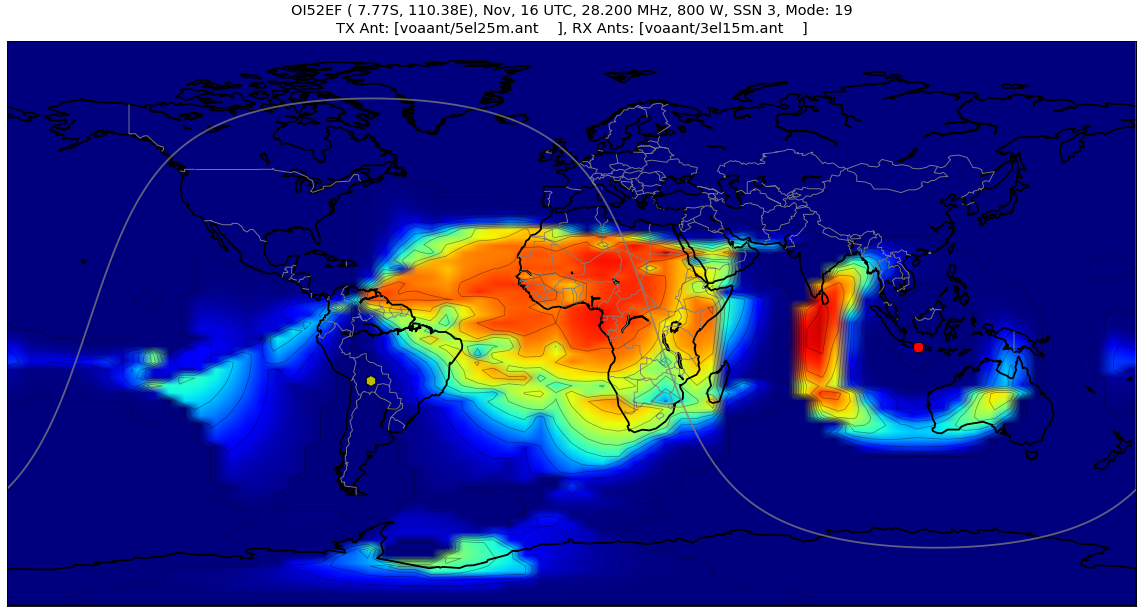 OI52EF ( 7.77S, 110.38E), Nov, 16 UTC, 28.200 MHz, 800 W, SSN 3, Mode: 19
TX Ant: [voaant/5el25m.ant    ], RX Ants: [voaant/3el15m.ant    ]